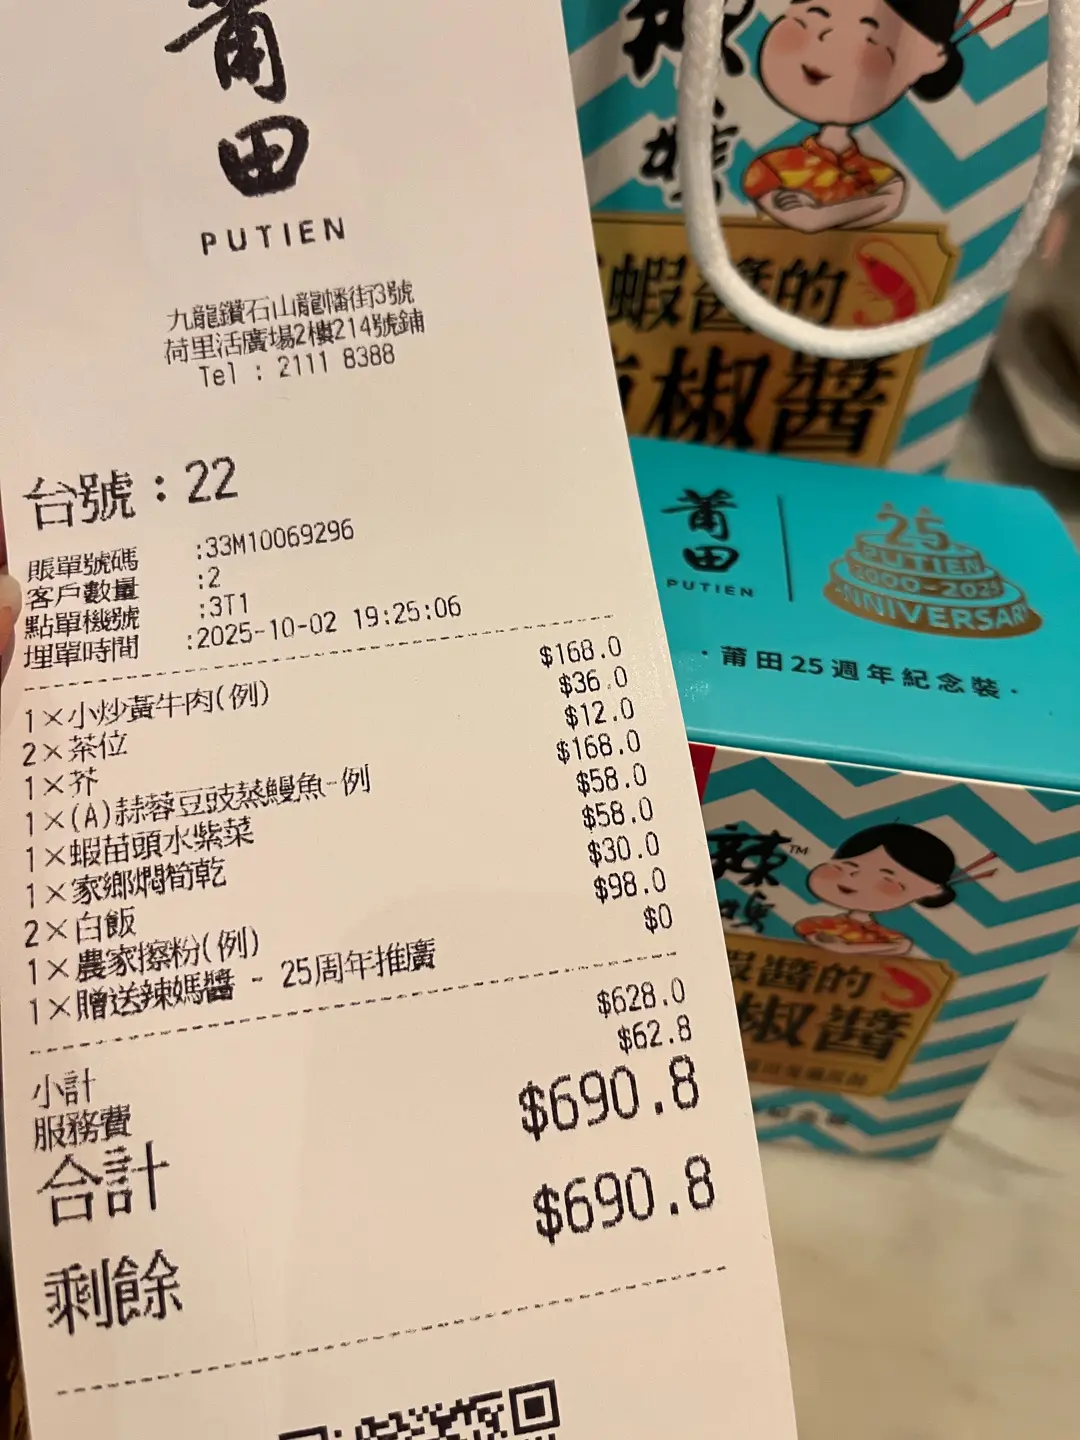 莆
田
PUTIEN
九龍鑽石山龍蟠街3號
荷里活廣場2樓214號鋪
Tel : 2111 8388
台號：22
賬單號碼 :33M10069296
客戶數量 :2
點單機號 :3T1
埋單時間 :2025-10-02 19:25:06
1×小炒黃牛肉(例) $168.0
2×茶位 $36.0
1×芥 $12.0
1×(A)蒜蓉豆豉蒸鰻魚-例 $168.0
1×蝦苗頭水紫菜 $58.0
1×家鄉燜筍乾 $58.0
2×白飯 $30.0
1×農家擦粉(例) $98.0
1×贈送辣媽醬 - 25周年推廣 $0
小計 $628.0
服務費 $62.8
合計 $690.8
剩餘 $690.8
辣
媽
蝦醬的
椒醬
莆
田
PUTIEN
25
PUTIEN
2000-2025
ANNIVERSARY
·莆田25週年紀念裝·
辣™
媽
蝦醬的
椒醬